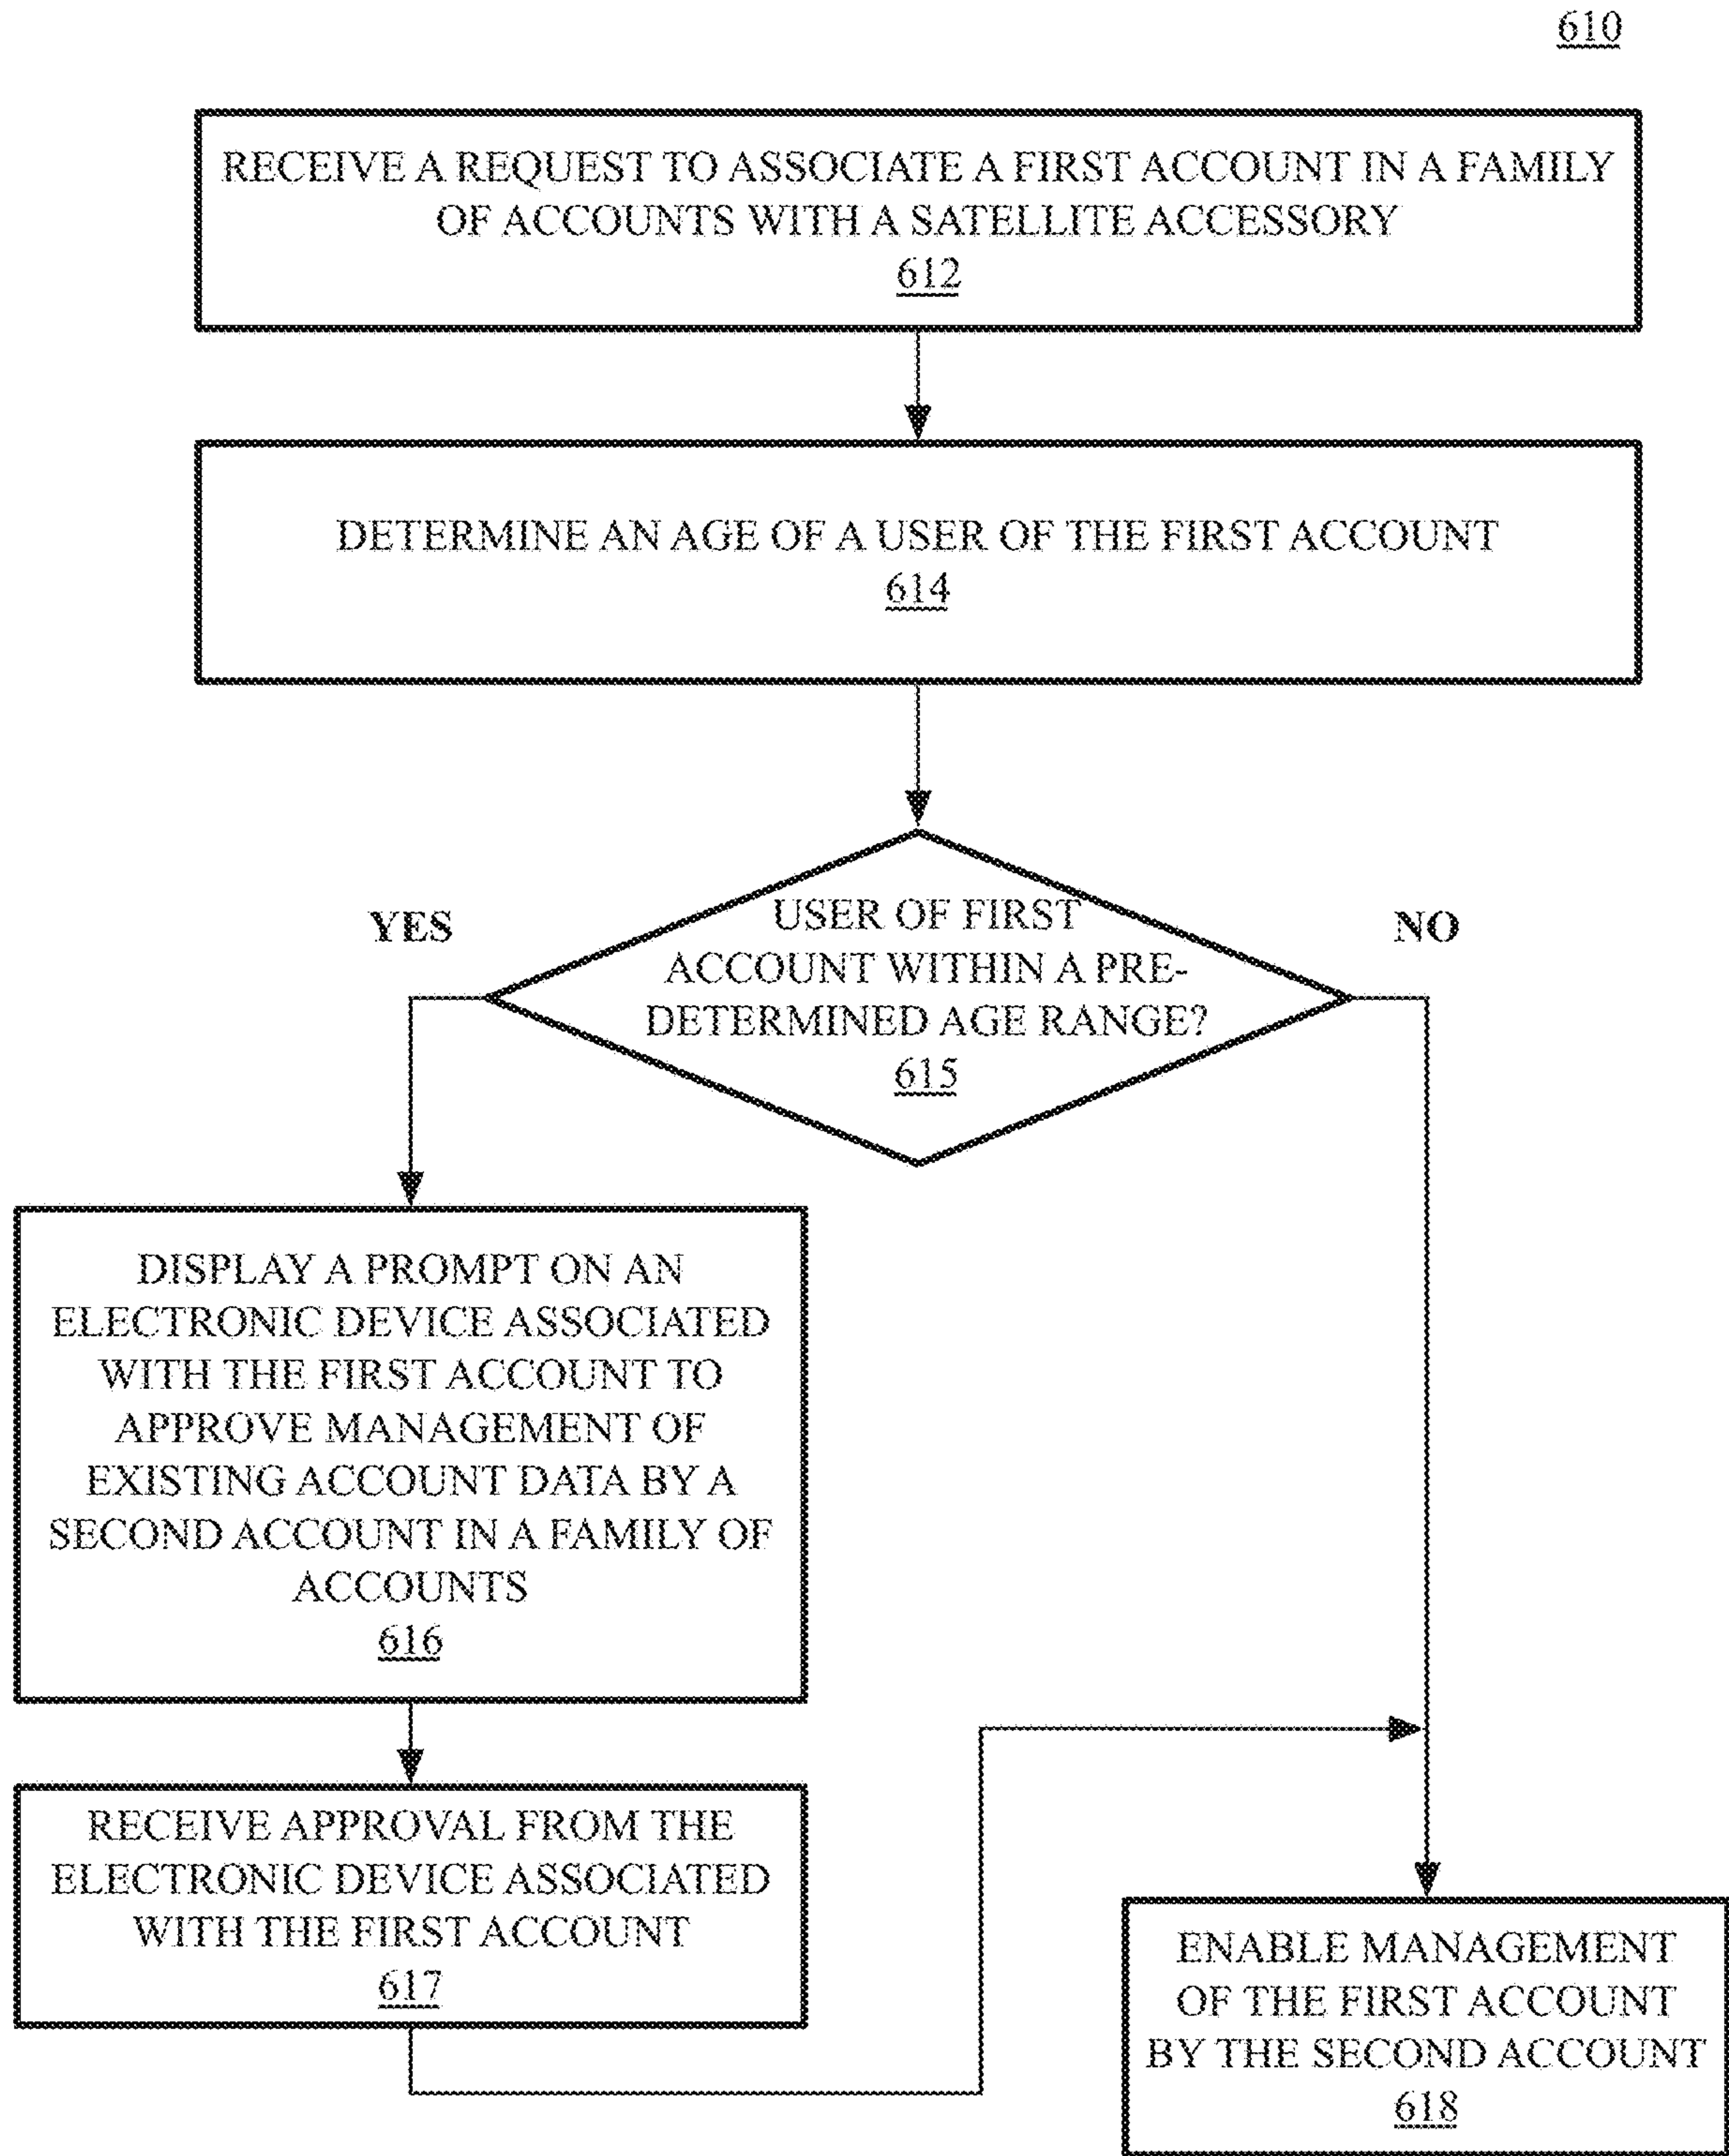 610
RECEIVE A REQUEST TO ASSOCIATE A FIRST ACCOUNT IN A FAMILY
OF ACCOUNTS WITH A SATELLITE ACCESSORY
612
DETERMINE AN AGE OF A USER OF THE FIRST ACCOUNT
614
USER OF FIRST
ACCOUNT WITHIN A PRE-
DETERMINED AGE RANGE?
615
YES
NO
DISPLAY A PROMPT ON AN
ELECTRONIC DEVICE ASSOCIATED
WITH THE FIRST ACCOUNT TO
APPROVE MANAGEMENT OF
EXISTING ACCOUNT DATA BY A
SECOND ACCOUNT IN A FAMILY OF
ACCOUNTS
616
RECEIVE APPROVAL FROM THE
ELECTRONIC DEVICE ASSOCIATED
WITH THE FIRST ACCOUNT
617
ENABLE MANAGEMENT
OF THE FIRST ACCOUNT
BY THE SECOND ACCOUNT
618